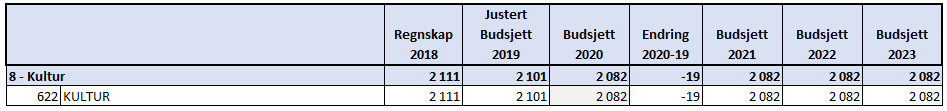 Regnskap 2018 Justert Budsjett 2019 Budsjett 2020 Endring 2020-19 Budsjett 2021 Budsjett 2022 Budsjett 2023
8 - Kultur 2 111 2 101 2 082 -19 2 082 2 082 2 082
622 KULTUR 2 111 2 101 2 082 -19 2 082 2 082 2 082